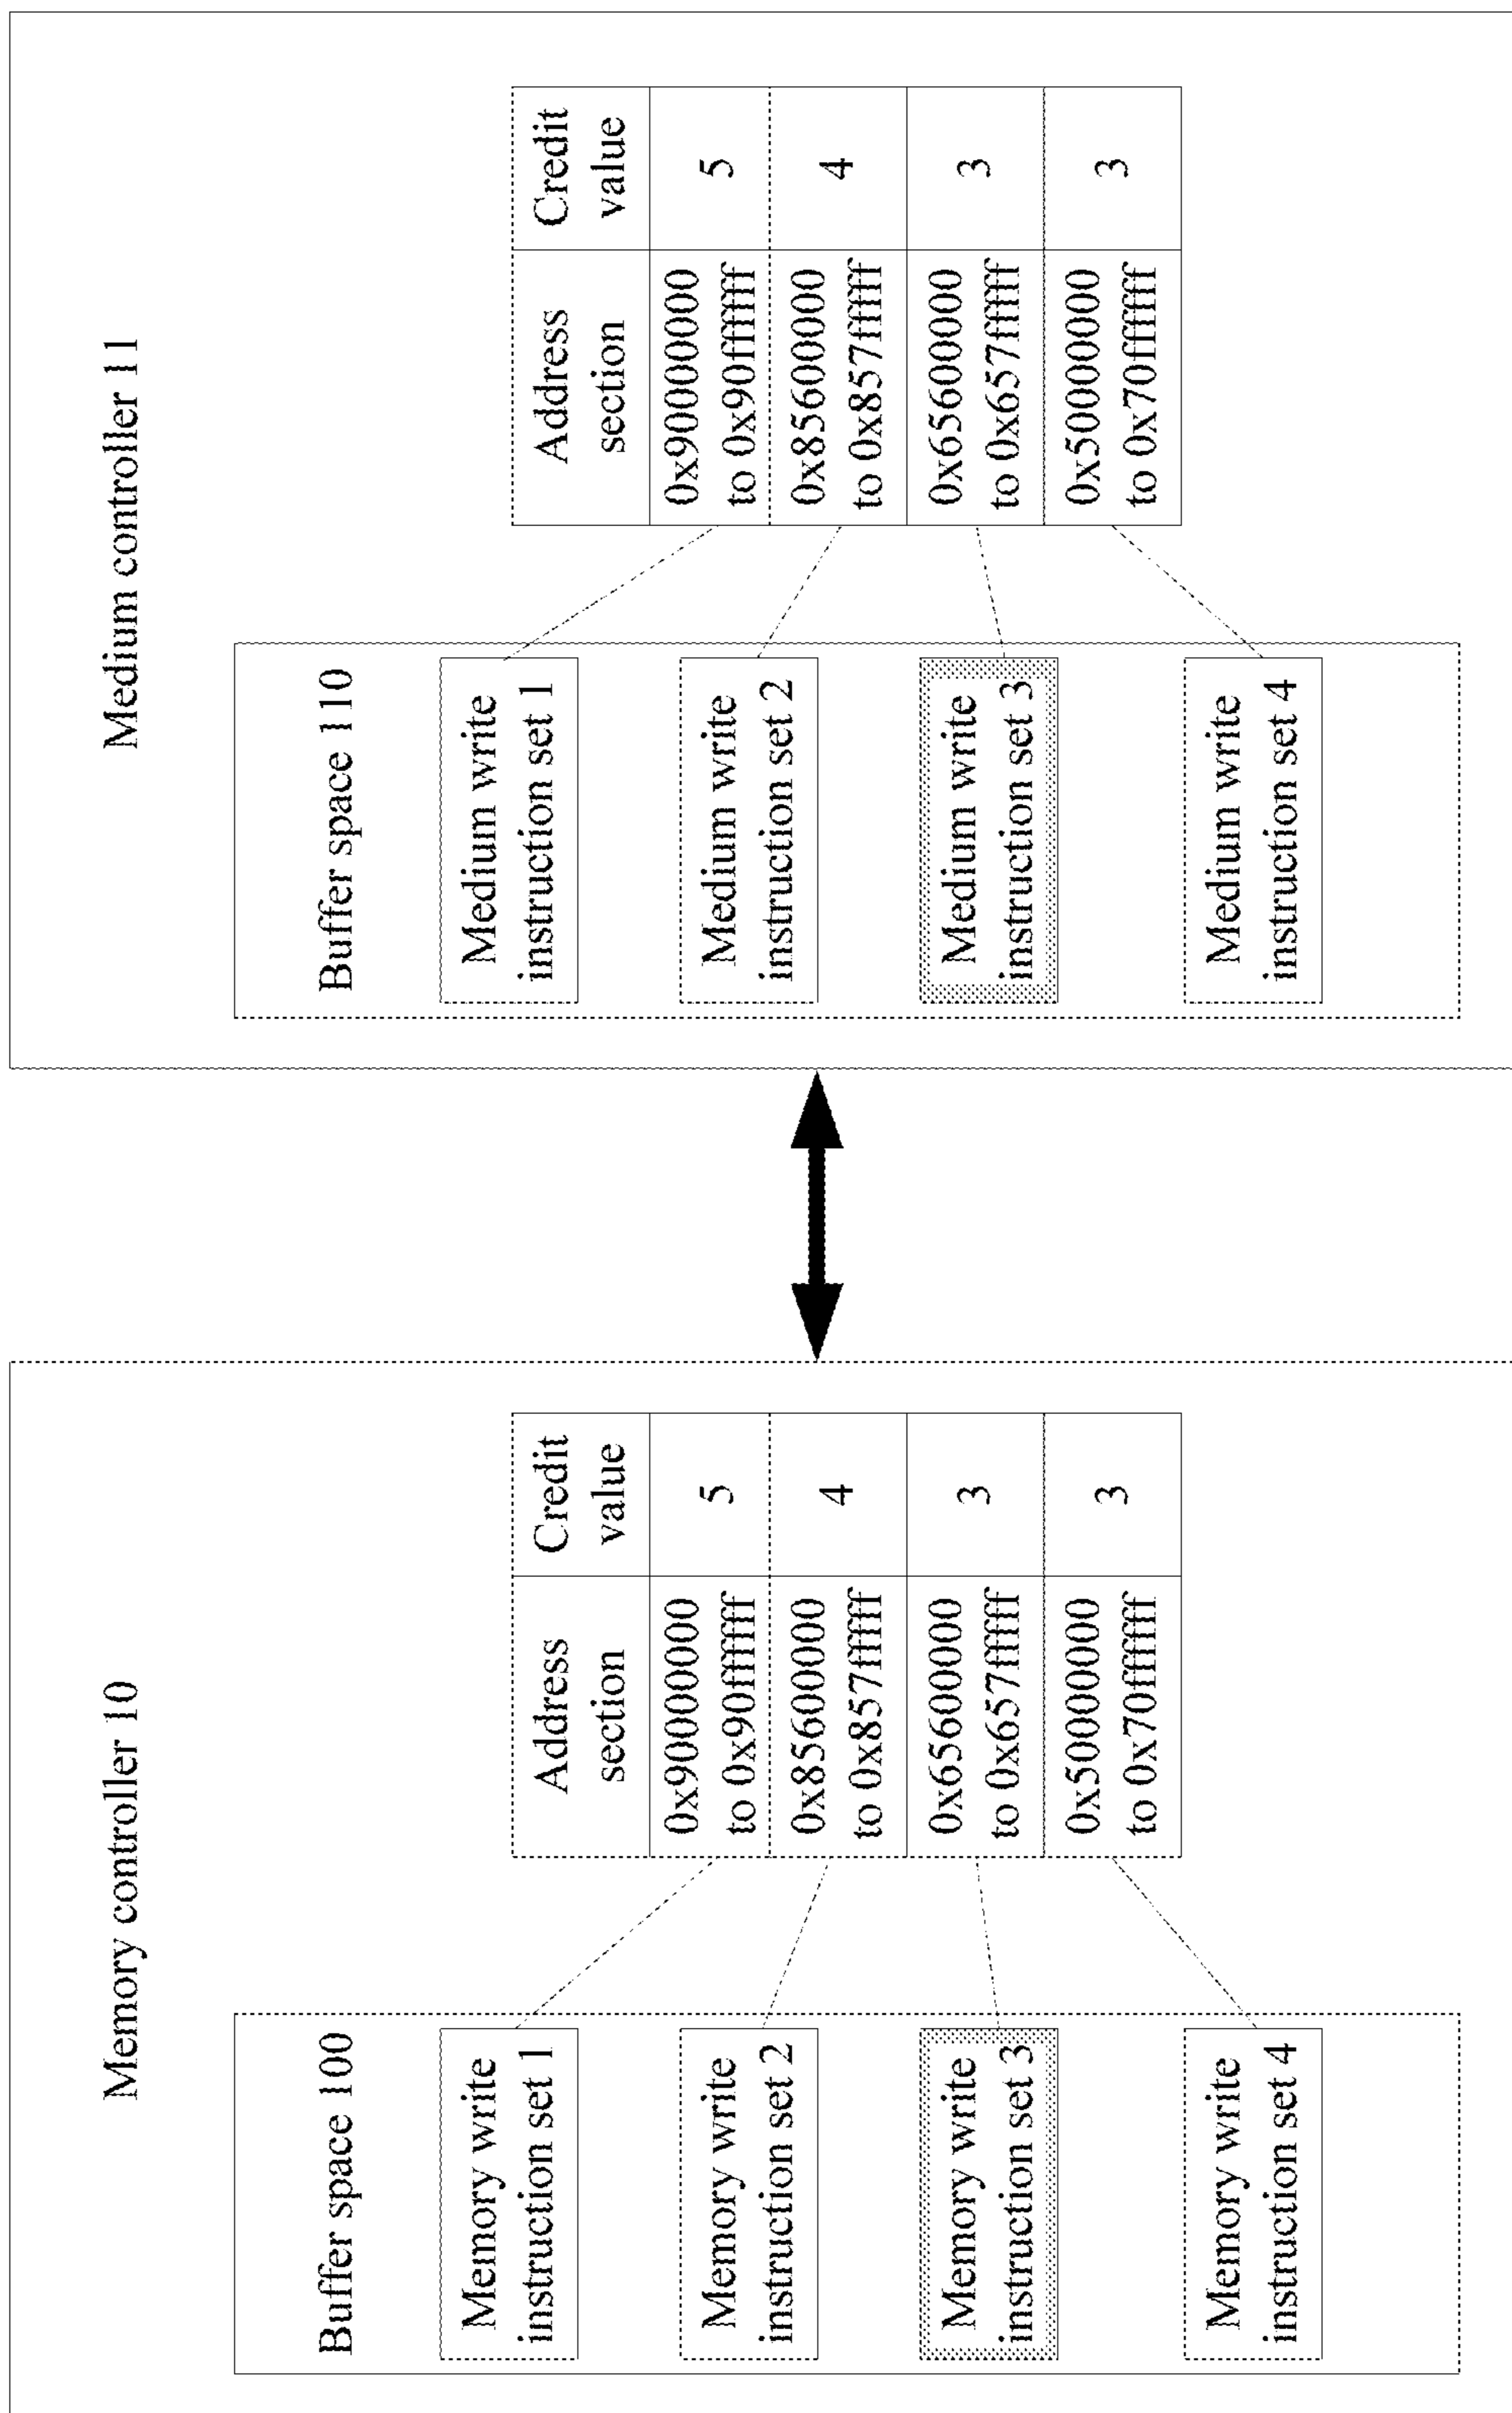 Memory controller 10
Buffer space 100
Memory write
instruction set 1
Memory write
instruction set 2
Memory write
instruction set 3
Memory write
instruction set 4
Address
section
Credit
value
0x90000000
to 0x90ffffff
5
0x85600000
to 0x857fffff
4
0x65600000
to 0x657fffff
3
0x50000000
to 0x70ffffff
3
Medium controller 11
Buffer space 110
Medium write
instruction set 1
Medium write
instruction set 2
Medium write
instruction set 3
Medium write
instruction set 4
Address
section
Credit
value
0x90000000
to 0x90ffffff
5
0x85600000
to 0x857fffff
4
0x65600000
to 0x657fffff
3
0x50000000
to 0x70ffffff
3